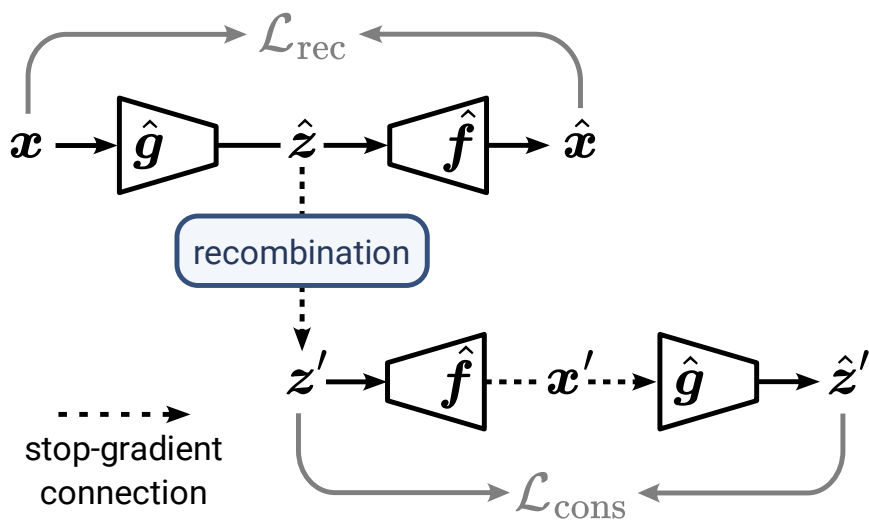 ℒ_rec
x ĝ ẑ f̂ x̂
recombination
z′ f̂ x′ ĝ ẑ′
stop-gradient
connection
ℒ_cons